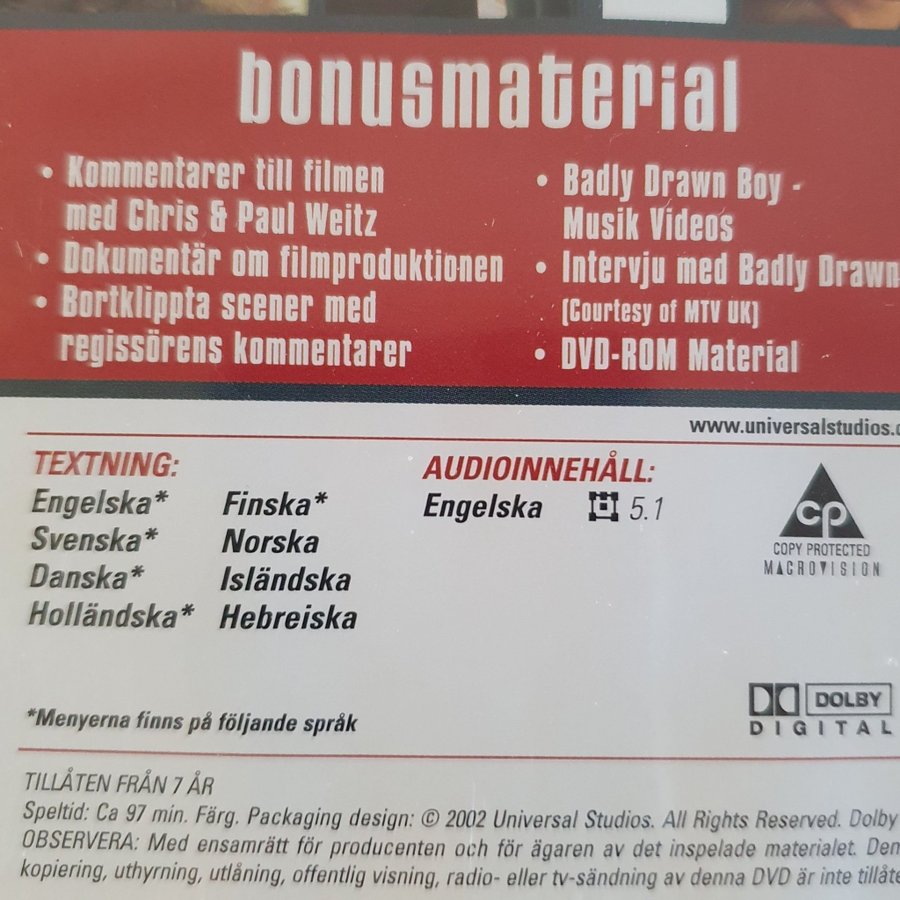 bonusmaterial
• Kommentarer till filmen
med Chris & Paul Weitz
• Dokumentär om filmproduktionen
• Bortklippta scener med
regissörens kommentarer
• Badly Drawn Boy -
Musik Videos
• Intervju med Badly Drawn
(Courtesy of MTV UK)
• DVD-ROM Material
www.universalstudios.
TEXTNING:
Engelska* Finska*
Svenska* Norska
Danska* Isländska
Holländska* Hebreiska
*Menyerna finns på följande språk
AUDIOINNEHÅLL:
Engelska 5.1
cp
COPY PROTECTED
MACROVISION
DOLBY
DIGITAL
TILLÅTEN FRÅN 7 ÅR
Speltid: Ca 97 min. Färg. Packaging design: © 2002 Universal Studios. All Rights Reserved. Dolby
OBSERVERA: Med ensamrätt för producenten och för ägaren av det inspelade materialet. Den
kopiering, uthyrning, utlåning, offentlig visning, radio- eller tv-sändning av denna DVD är inte tillåte